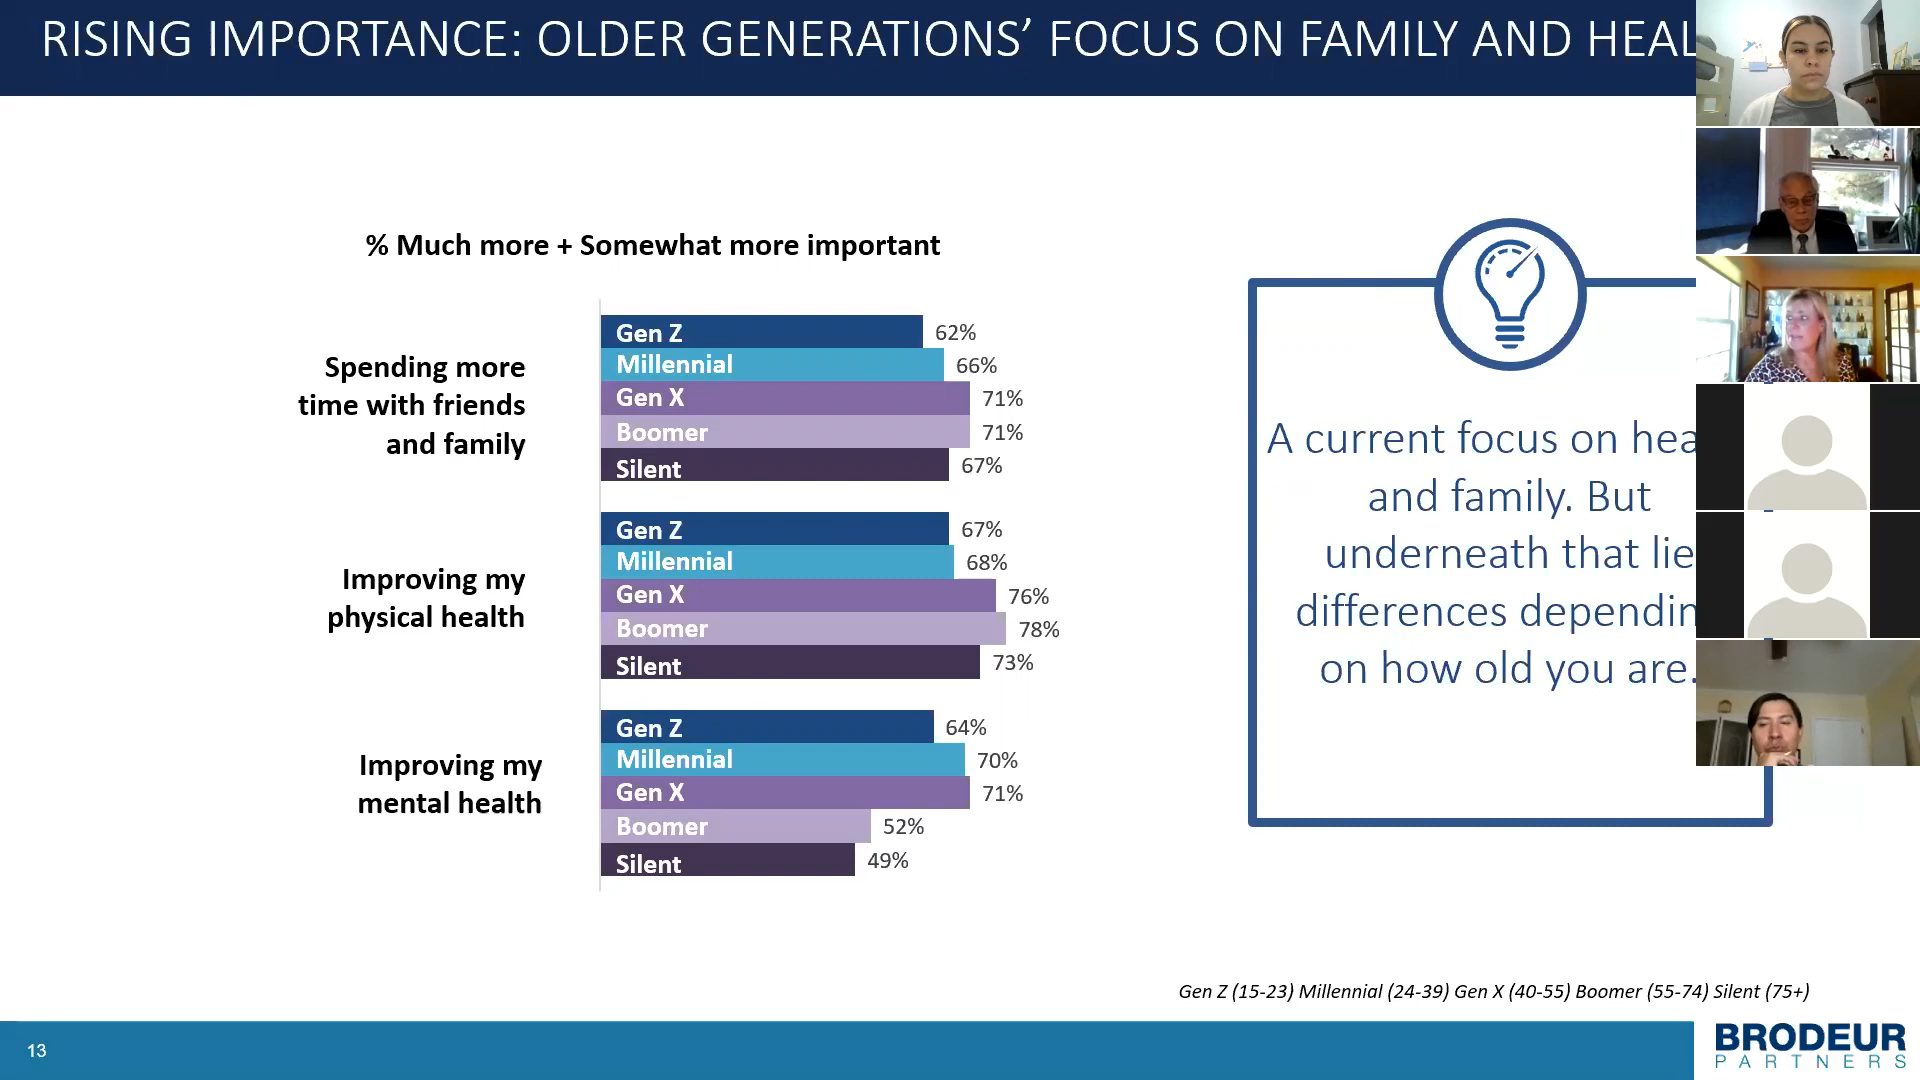 RISING IMPORTANCE: OLDER GENERATIONS’ FOCUS ON FAMILY AND HEAL
% Much more + Somewhat more important
Spending more
time with friends
and family
Gen Z 62%
Millennial 66%
Gen X 71%
Boomer 71%
Silent 67%
Improving my
physical health
Gen Z 67%
Millennial 68%
Gen X 76%
Boomer 78%
Silent 73%
Improving my
mental health
Gen Z 64%
Millennial 70%
Gen X 71%
Boomer 52%
Silent 49%
A current focus on hea
and family. But
underneath that lie
differences dependin
on how old you are.
Gen Z (15-23) Millennial (24-39) Gen X (40-55) Boomer (55-74) Silent (75+)
13
BRODEUR
PARTNERS